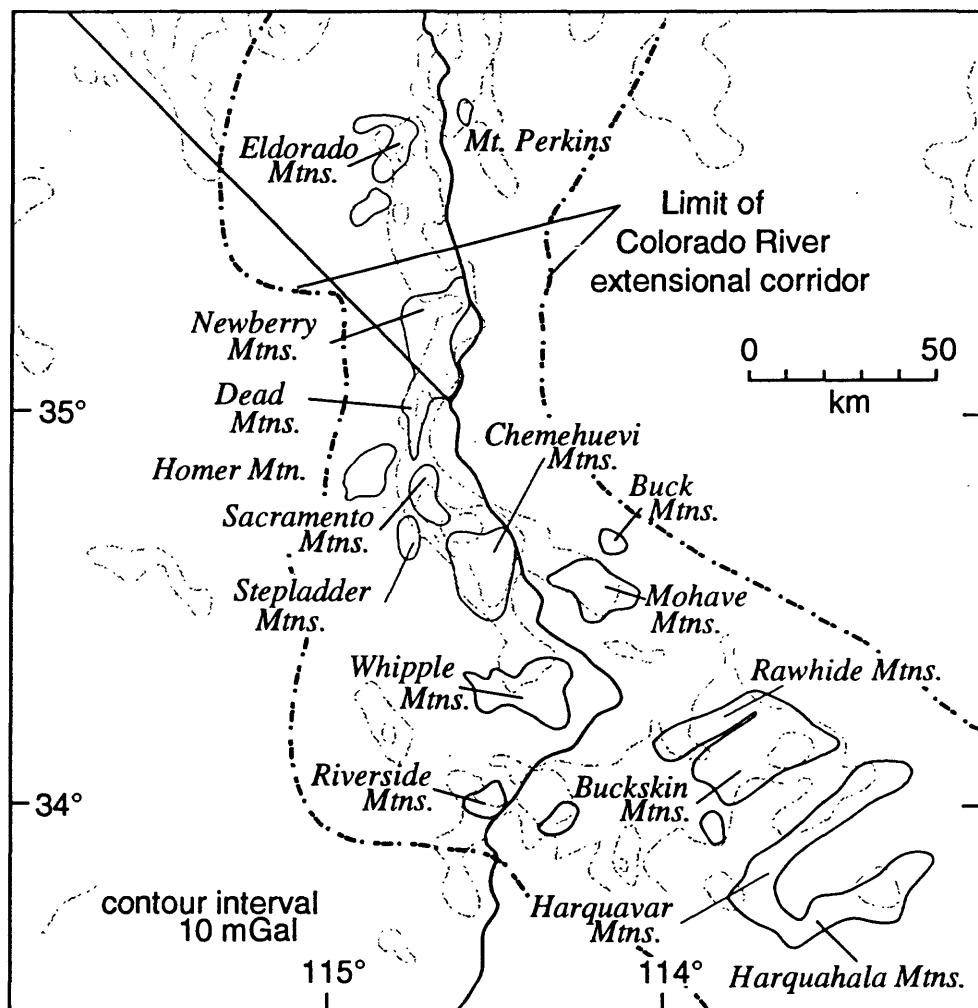 Eldorado
Mtns.
Mt. Perkins
Limit of
Colorado River
extensional corridor
Newberry
Mtns.
0 50
km
35°
Dead
Mtns.
Chemehuevi
Mtns.
Homer Mtn.
Buck
Mtns.
Sacramento
Mtns.
Stepladder
Mtns.
Mohave
Mtns.
Whipple
Mtns.
Rawhide Mtns.
34°
Riverside
Mtns.
Buckskin
Mtns.
contour interval
10 mGal
Harquavar
Mtns.
115°
114°
Harquahala Mtns.